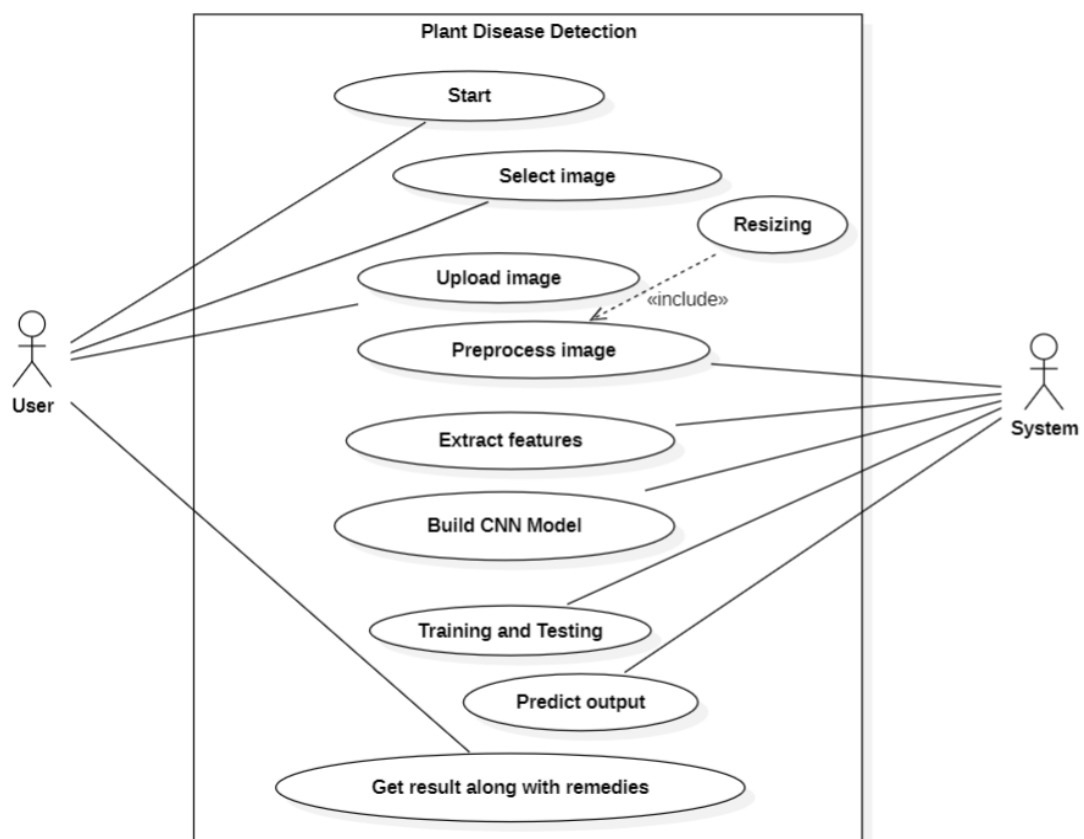 Plant Disease Detection
Start
Select image
Resizing
Upload image
«include»
Preprocess image
User
System
Extract features
Build CNN Model
Training and Testing
Predict output
Get result along with remedies